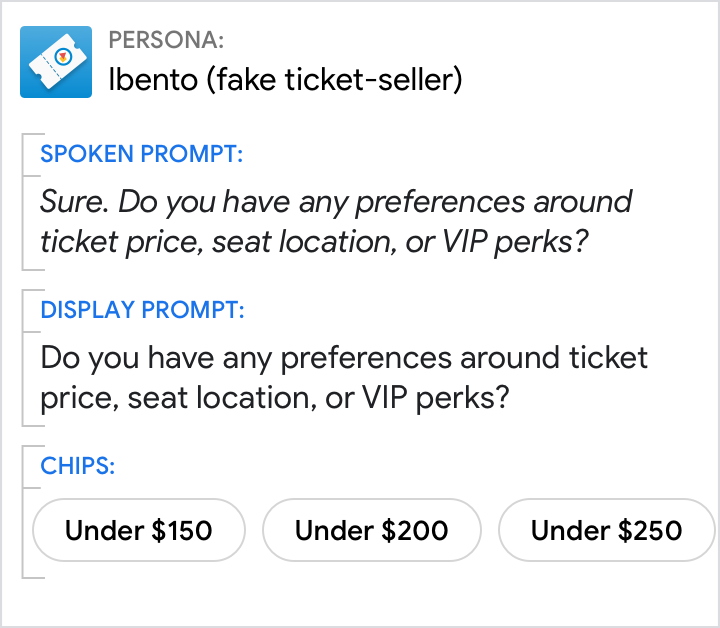 PERSONA:
Ibento (fake ticket-seller)
SPOKEN PROMPT:
Sure. Do you have any preferences around
ticket price, seat location, or VIP perks?
DISPLAY PROMPT:
Do you have any preferences around ticket
price, seat location, or VIP perks?
CHIPS:
Under $150
Under $200
Under $250